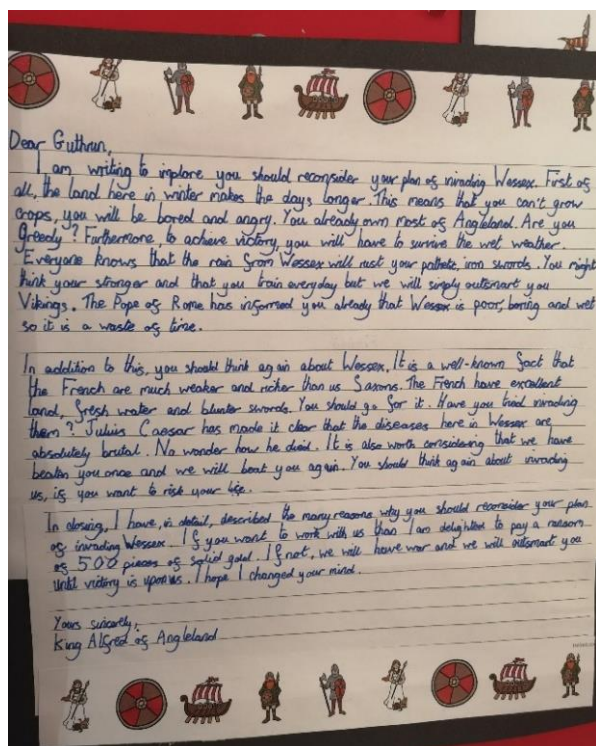 Dear Guthrun,
I am writing to implore you should reconsider your plan of invading Wessex. First of
all, the land here in winter makes the days longer. This means that you can't grow
crops, you will be bored and angry. You already own most of Angleland. Are you
Greedy? Furthermore, to achieve victory, you will have to survive the wet weather.
Everyone knows that the rain from Wessex will rust your pathetic, iron swords. You might
think your stronger and that you train everyday but we will simply outsmart you
Vikings. The Pope of Rome has informed you already that Wessex is poor, boring and wet
so it is a waste of time.
In addition to this, you should think again about Wessex. It is a well-known fact that
the French are much weaker and richer than us Saxons. The French have excellent
land, fresh water and blunter swords. You should go for it. Have you tried invading
them? Julius Caesar has made it clear that the diseases here in Wessex are
absolutely brutal. No wonder how he died. It is also worth considering that we have
beaten you once and we will beat you again. You should think again about invading
us, if you want to risk your life.
In closing, I have, in detail, described the many reasons why you should reconsider your plan
of invading Wessex. If you want to work with us than I am delighted to pay a ransom
of 500 pieces of solid gold. If not, we will have war and we will outsmart you
until victory is upon us. I hope I changed your mind.
Yours sincerely,
King Alfred of Angleland